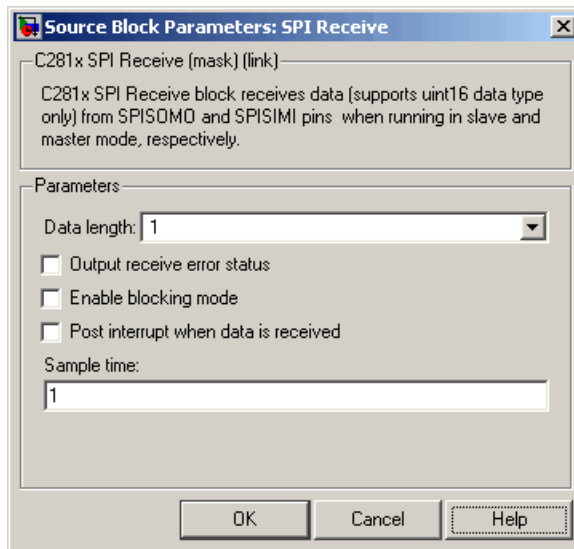 Source Block Parameters: SPI Receive
C281x SPI Receive (mask) (link)
C281x SPI Receive block receives data (supports uint16 data type
only) from SPISOMO and SPISIMI pins when running in slave and
master mode, respectively.
Parameters
Data length: 1
Output receive error status
Enable blocking mode
Post interrupt when data is received
Sample time:
1
OK Cancel Help